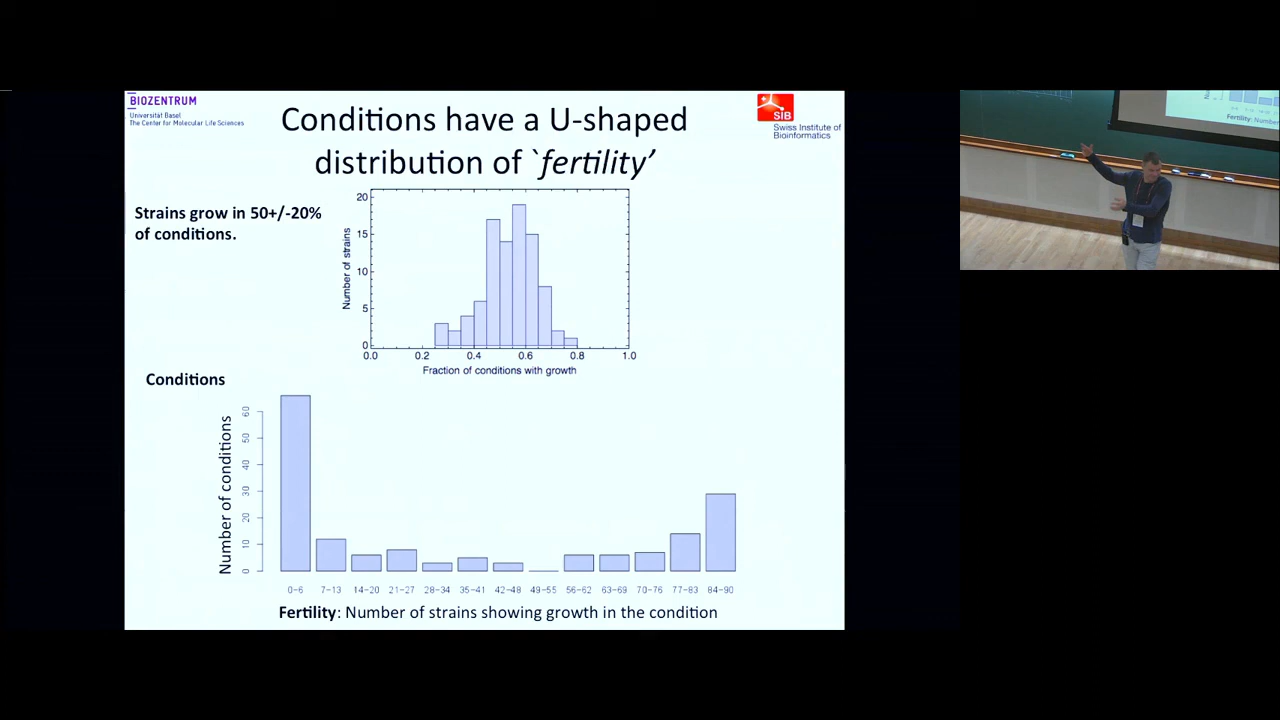 BIOZENTRUM
Universität Basel
The Center for Molecular Life Sciences
Conditions have a U-shaped
distribution of `fertility’
SIB
Swiss Institute of
Bioinformatics
Strains grow in 50+/-20%
of conditions.
Number of strains
20
15
10
5
0
0.0 0.2 0.4 0.6 0.8 1.0
Fraction of conditions with growth
Conditions
Number of conditions
60
50
40
30
20
10
0
0-6 7-13 14-20 21-27 28-34 35-41 42-48 49-55 56-62 63-69 70-76 77-83 84-90
Fertility: Number of strains showing growth in the condition
Fertility: Number